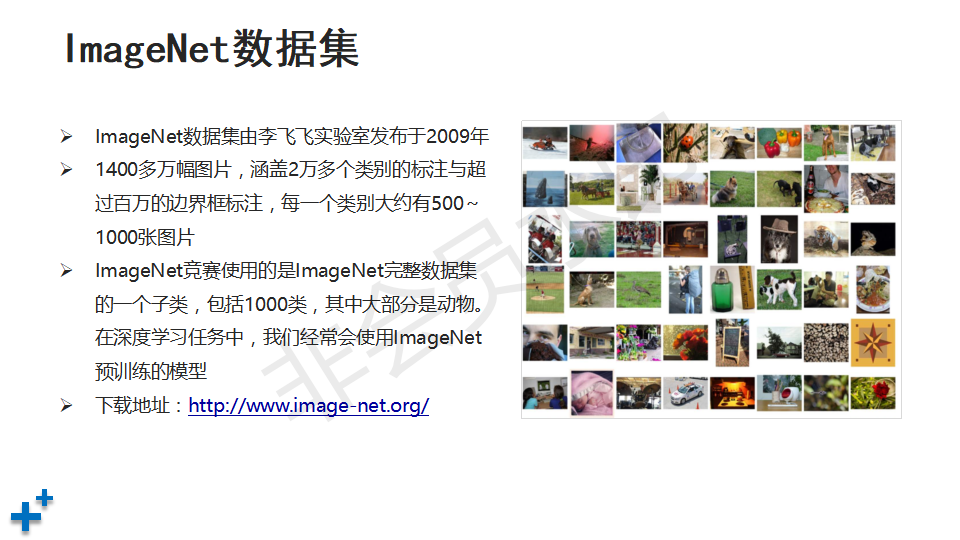 ImageNet数据集
ImageNet数据集由李飞飞实验室发布于2009年
1400多万幅图片，涵盖2万多个类别的标注与超
过百万的边界框标注，每一个类别大约有500～
1000张图片
ImageNet竞赛使用的是ImageNet完整数据集
的一个子类，包括1000类，其中大部分是动物。
在深度学习任务中，我们经常会使用ImageNet
预训练的模型
下载地址：http://www.image-net.org/
非会员水印